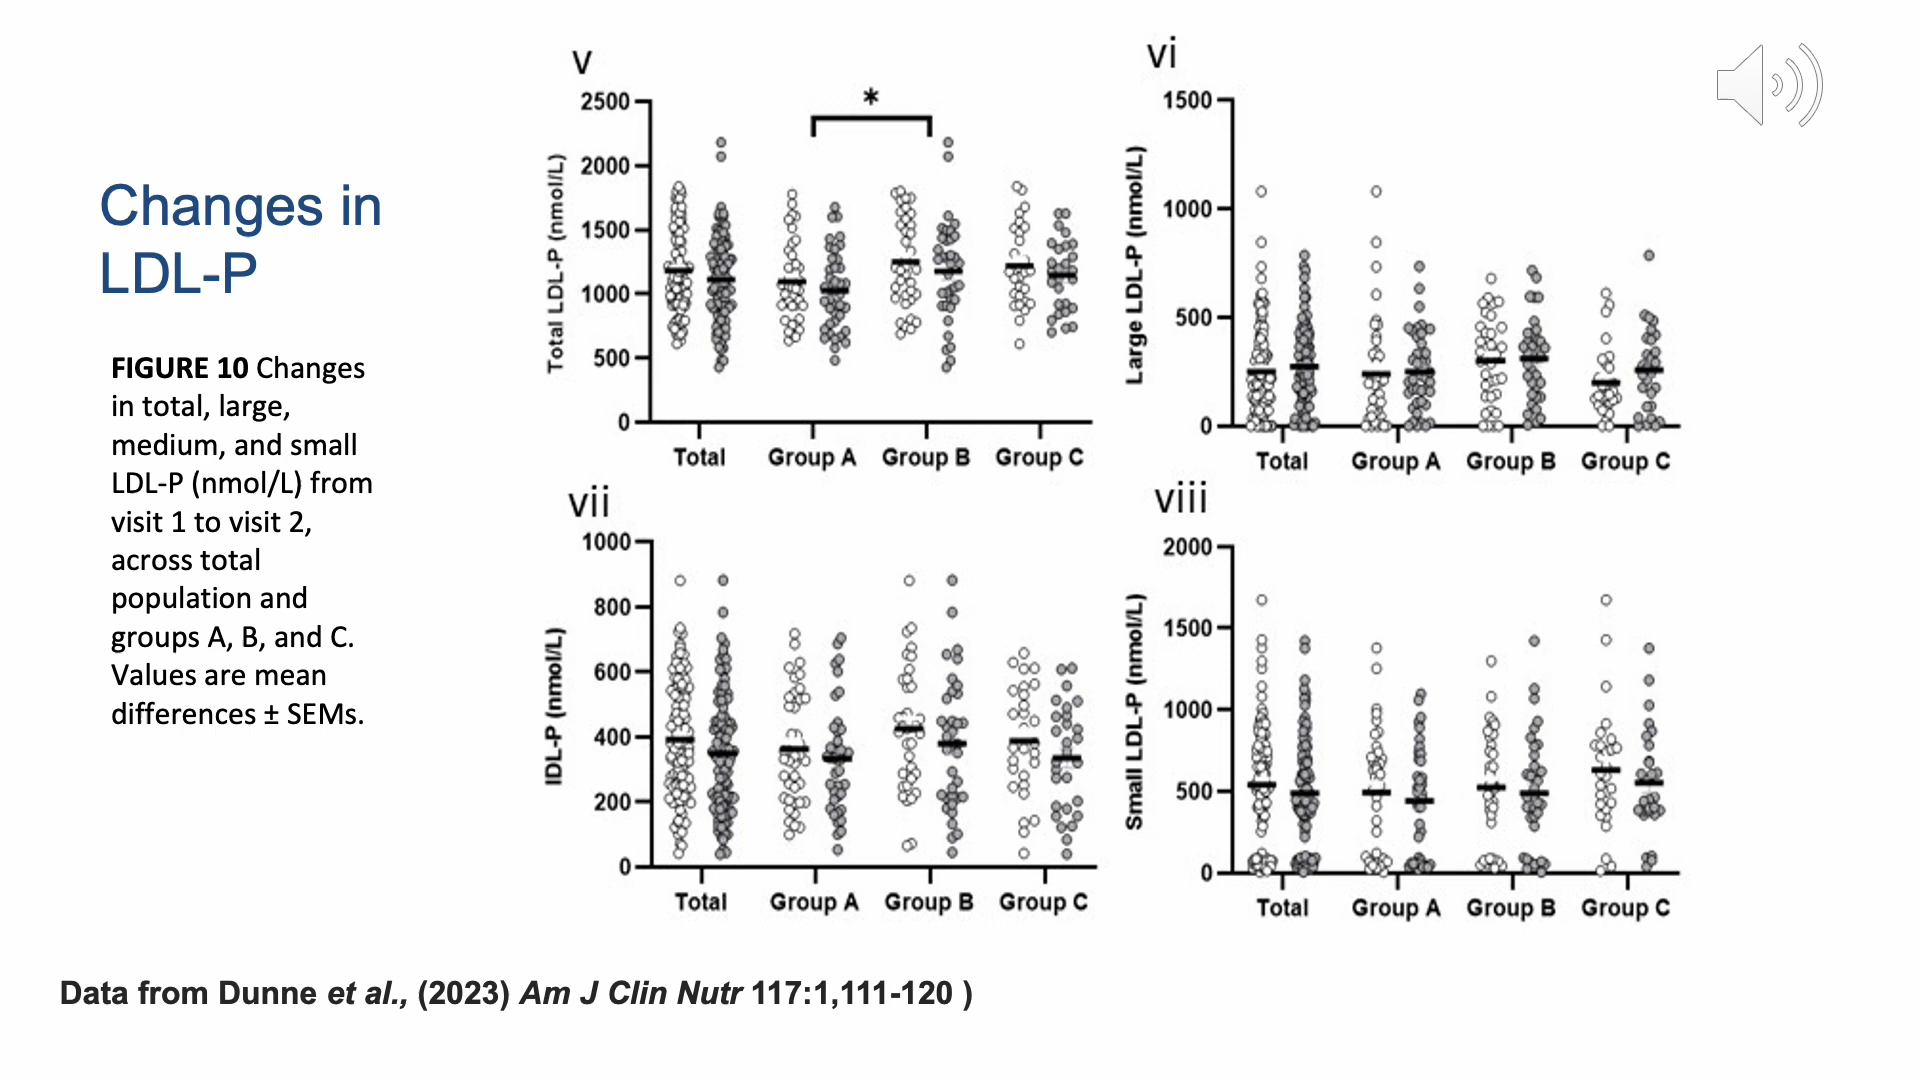 Changes in
LDL-P
FIGURE 10 Changes
in total, large,
medium, and small
LDL-P (nmol/L) from
visit 1 to visit 2,
across total
population and
groups A, B, and C.
Values are mean
differences ± SEMs.
v
*
Total LDL-P (nmol/L)
2500
2000
1500
1000
500
0
Total Group A Group B Group C
vi
Large LDL-P (nmol/L)
1500
1000
500
0
Total Group A Group B Group C
vii
IDL-P (nmol/L)
1000
800
600
400
200
0
Total Group A Group B Group C
viii
Small LDL-P (nmol/L)
2000
1500
1000
500
0
Total Group A Group B Group C
Data from Dunne et al., (2023) Am J Clin Nutr 117:1,111-120 )